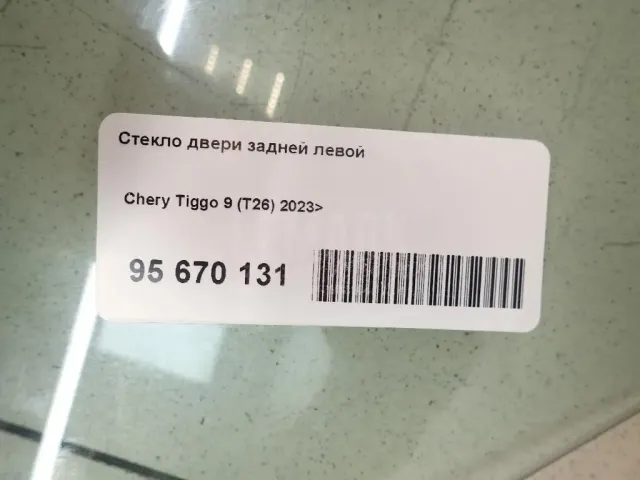 Стекло двери задней левой
Chery Tiggo 9 (T26) 2023>
95 670 131